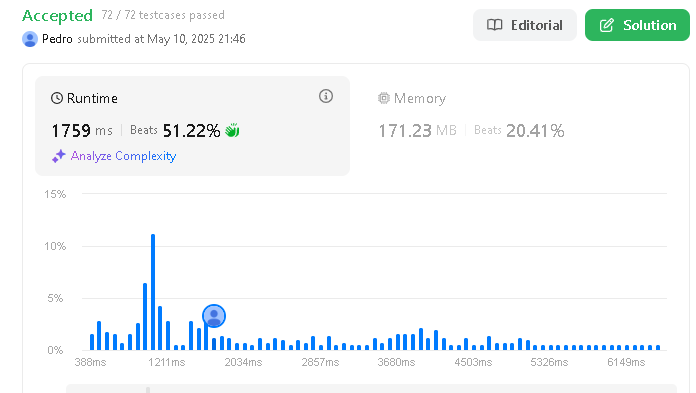 Accepted 72 / 72 testcases passed
Pedro submitted at May 10, 2025 21:46
Editorial
Solution
Runtime
1759 ms Beats 51.22%
Analyze Complexity
Memory
171.23 MB Beats 20.41%
15%
10%
5%
0%
388ms 1211ms 2034ms 2857ms 3680ms 4503ms 5326ms 6149ms